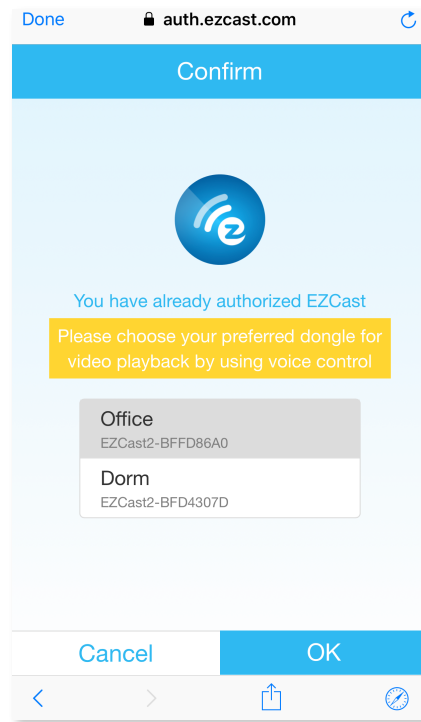 Done auth.ezcast.com
Confirm
z
You have already authorized EZCast
Please choose your preferred dongle for
video playback by using voice control
Office
EZCast2-BFFD86A0
Dorm
EZCast2-BFD4307D
Cancel OK